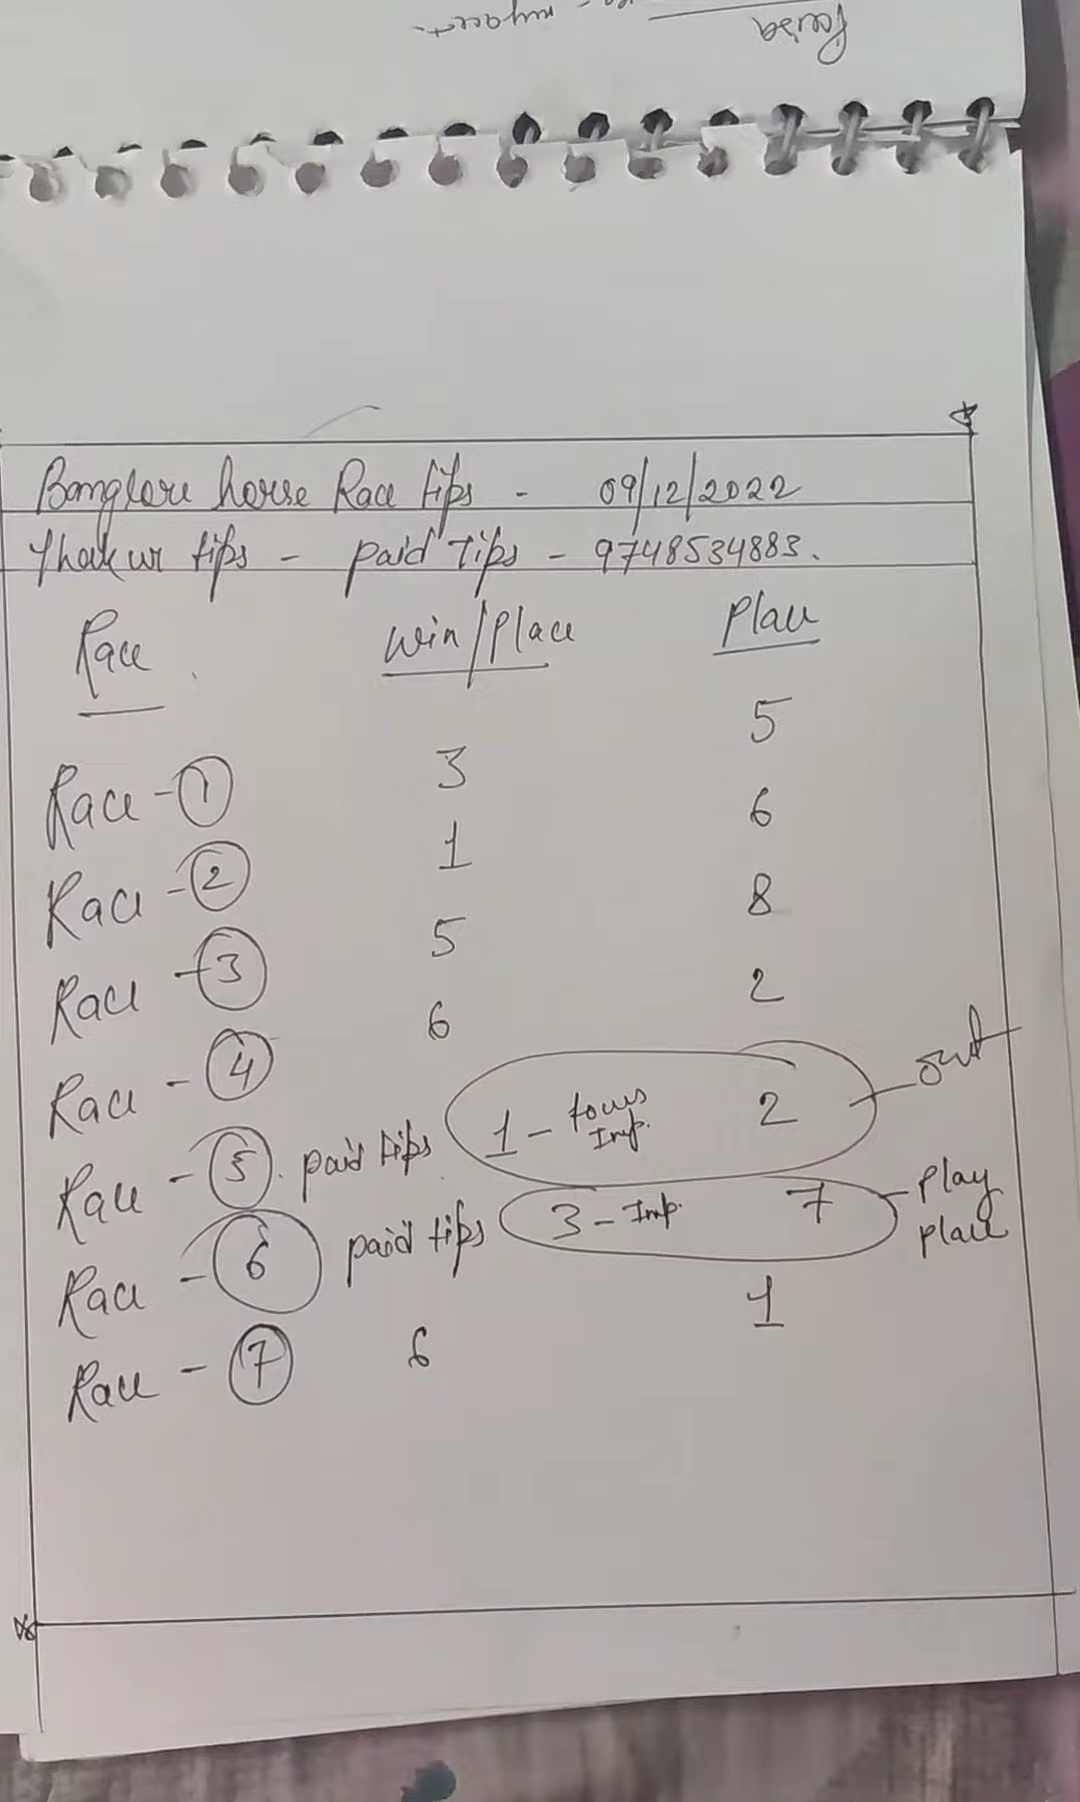 Banglore horse Race tips - 09/12/2022
Thakur tips - paid Tips - 9748534883.
Race Win/Place Place
Race - 1 3 5
Race - 2 1 6
Race - 3 5 8
Race - 4 6 2
Race - 5. paid tips 1 - focus Imp. 2 - out
Race - 6 paid tips 3 - Imp. 7 - play place
Race - 7 6 1